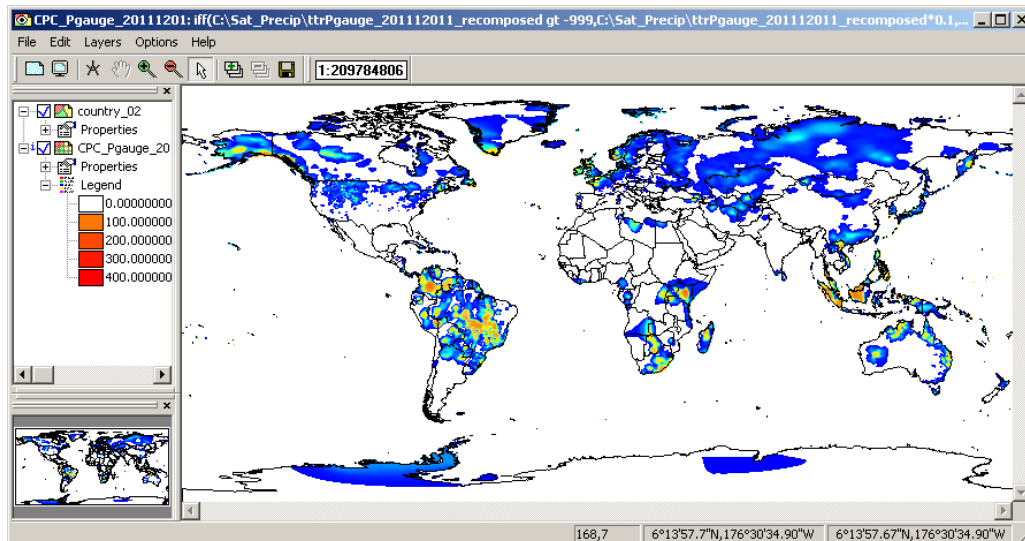 CPC_Pgauge_20111201: iff(C:\Sat_Precip\ttrPgauge_201112011_recomposed gt -999,C:\Sat_Precip\ttrPgauge_201112011_recomposed*0.1,...
File Edit Layers Options Help
1:209784806
country_02
Properties
CPC_Pgauge_20
Properties
Legend
0.00000000
100.000000
200.000000
300.000000
400.000000
168,7 6°13'57.7"N,176°30'34.90"W 6°13'57.67"N,176°30'34.90"W